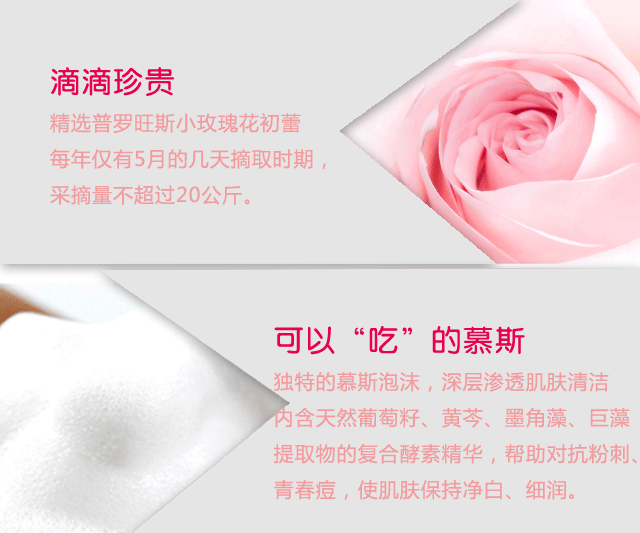 滴滴珍贵
精选普罗旺斯小玫瑰花初蕾
每年仅有5月的几天摘取时期，
采摘量不超过20公斤。
可以“吃”的慕斯
独特的慕斯泡沫，深层渗透肌肤清洁
内含天然葡萄籽、黄芩、墨角藻、巨藻
提取物的复合酵素精华，帮助对抗粉刺、
青春痘，使肌肤保持净白、细润。